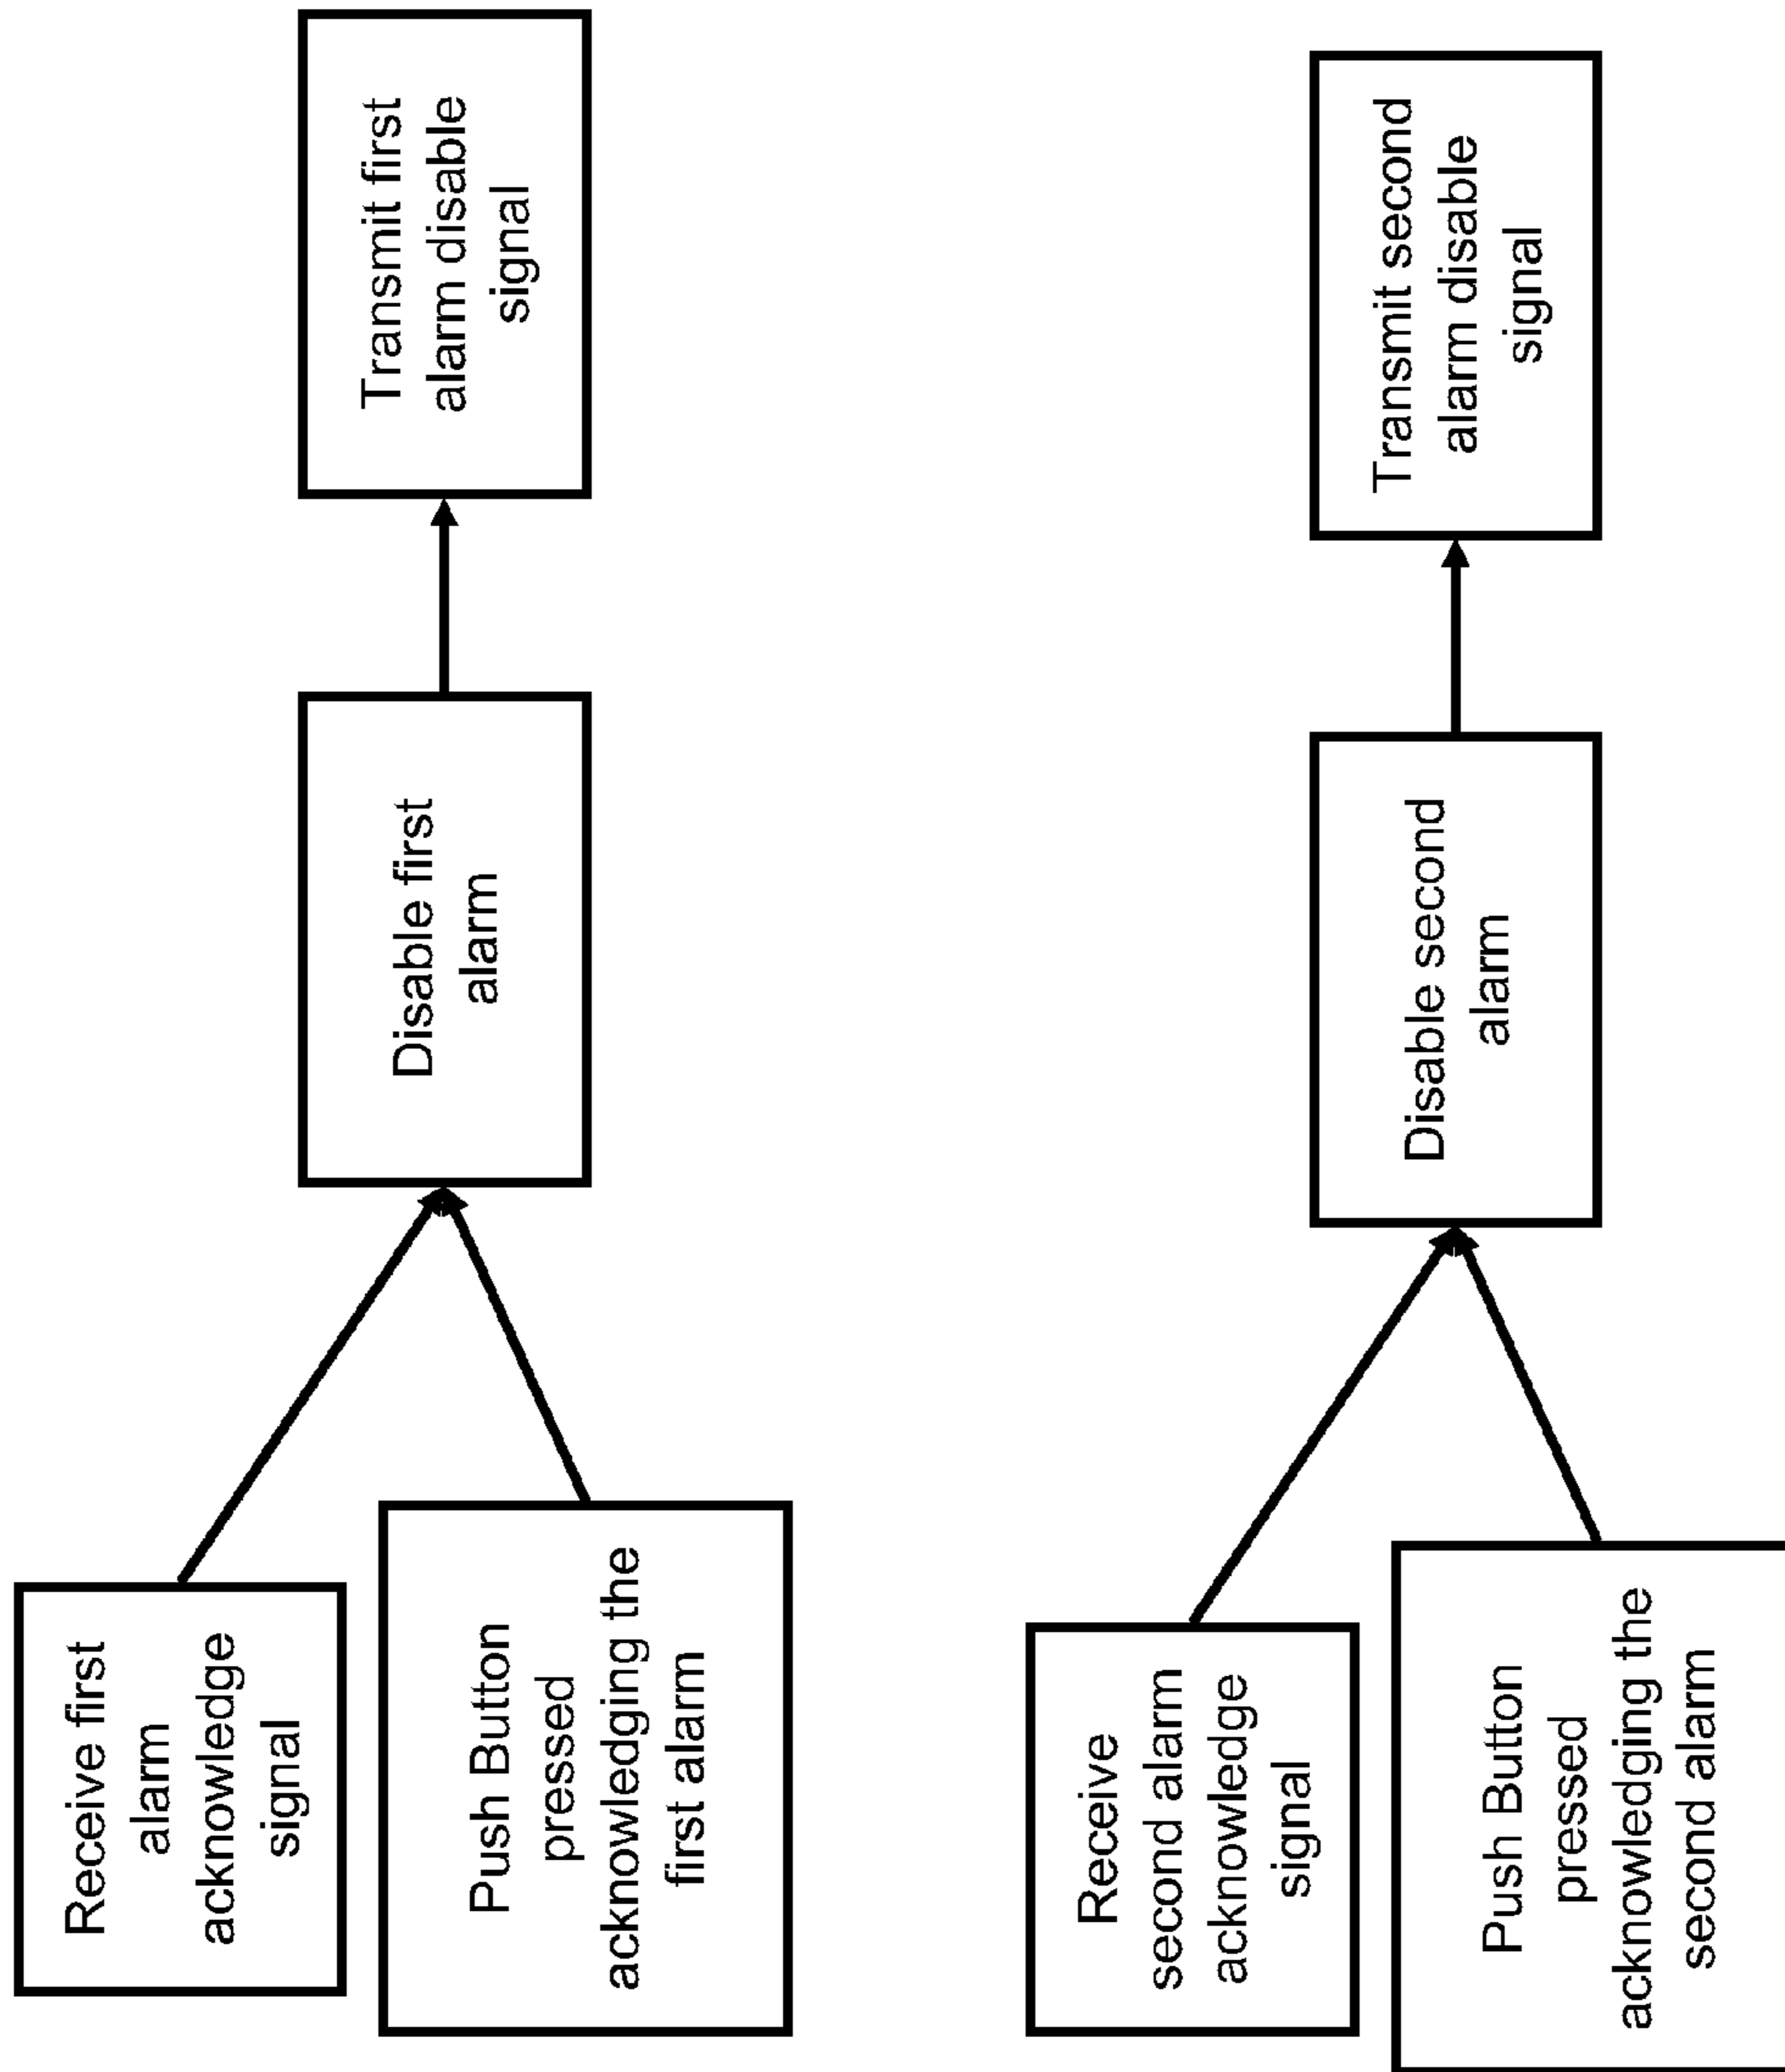 Receive first
alarm
acknowledge
signal
Push Button
pressed
acknowledging the
first alarm
Disable first
alarm
Transmit first
alarm disable
signal
Receive
second alarm
acknowledge
signal
Push Button
pressed
acknowledging the
second alarm
Disable second
alarm
Transmit second
alarm disable
signal